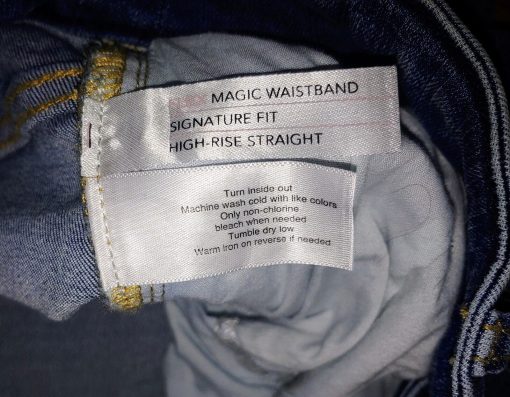 MAGIC WAISTBAND
SIGNATURE FIT
HIGH-RISE STRAIGHT
Turn inside out
Machine wash cold with like colors
Only non-chlorine
bleach when needed
Tumble dry low
Warm iron on reverse if needed